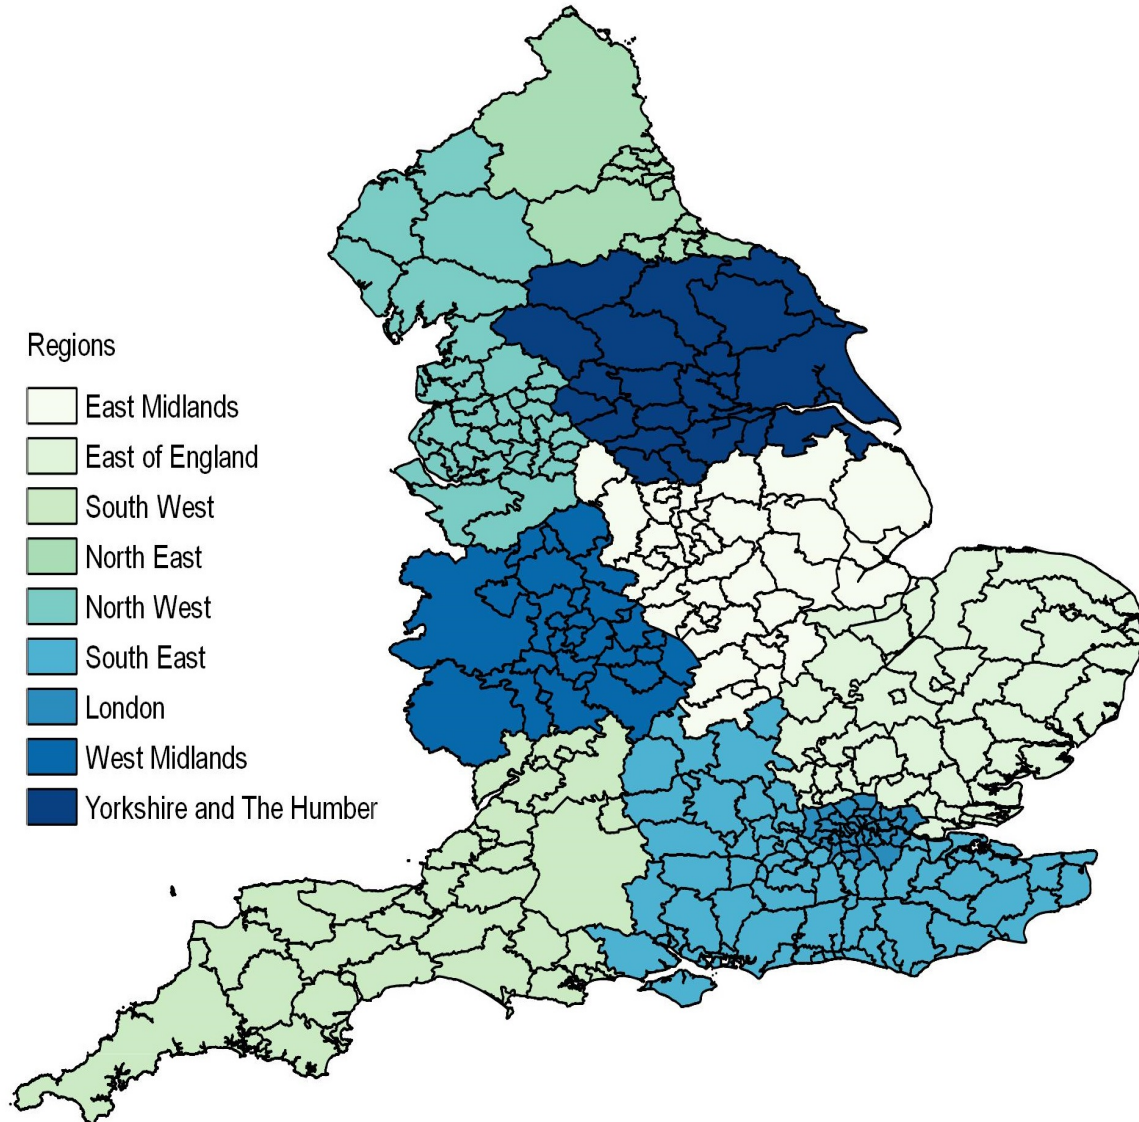 Regions
East Midlands
East of England
South West
North East
North West
South East
London
West Midlands
Yorkshire and The Humber